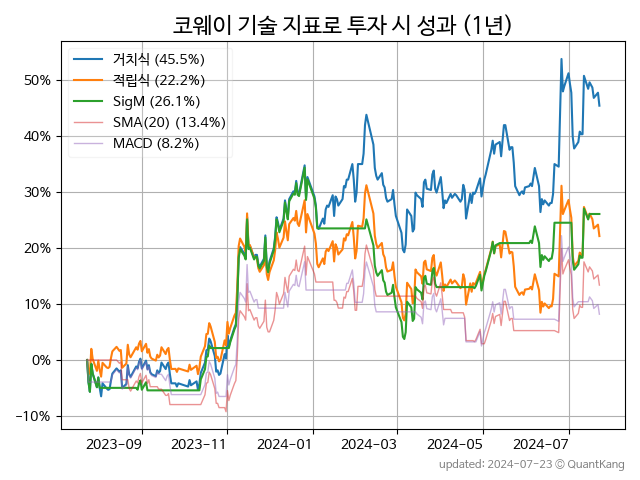 코웨이 기술 지표로 투자 시 성과 (1년)
거치식 (45.5%)
적립식 (22.2%)
SigM (26.1%)
SMA(20) (13.4%)
MACD (8.2%)
50%
40%
30%
20%
10%
0%
−10%
2023-09 2023-11 2024-01 2024-03 2024-05 2024-07
updated: 2024-07-23 © QuantKang